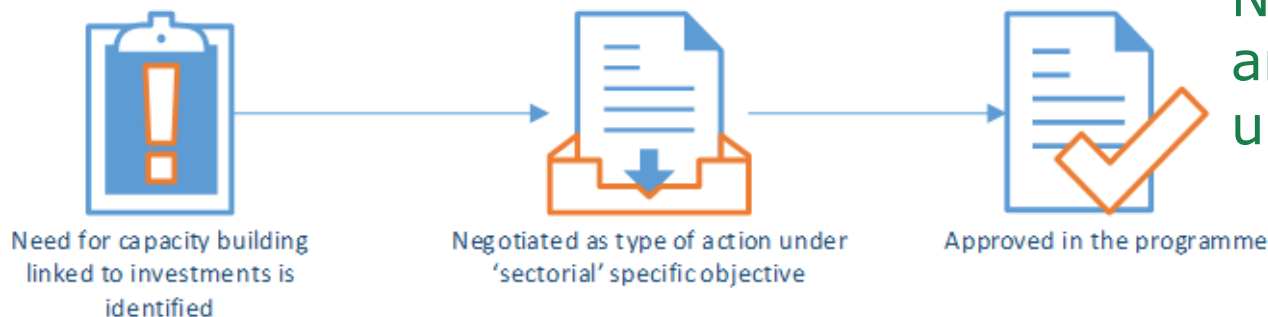 Need for capacity building
linked to investments is
identified
Negotiated as type of action under
‘sectorial’ specific objective
Approved in the programme